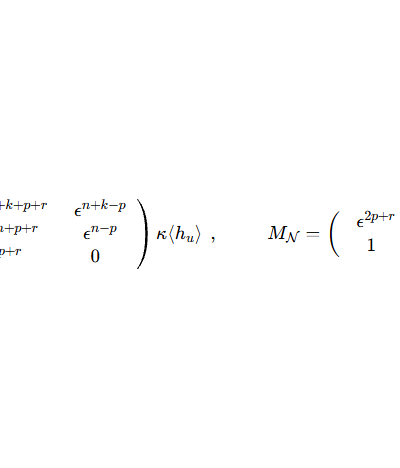 +k+p+r ϵ^{n+k−p}
n+p+r ϵ^{n−p} κ⟨h_u⟩ , M_𝒩 = ( ϵ^{2p+r}
p+r 0 1